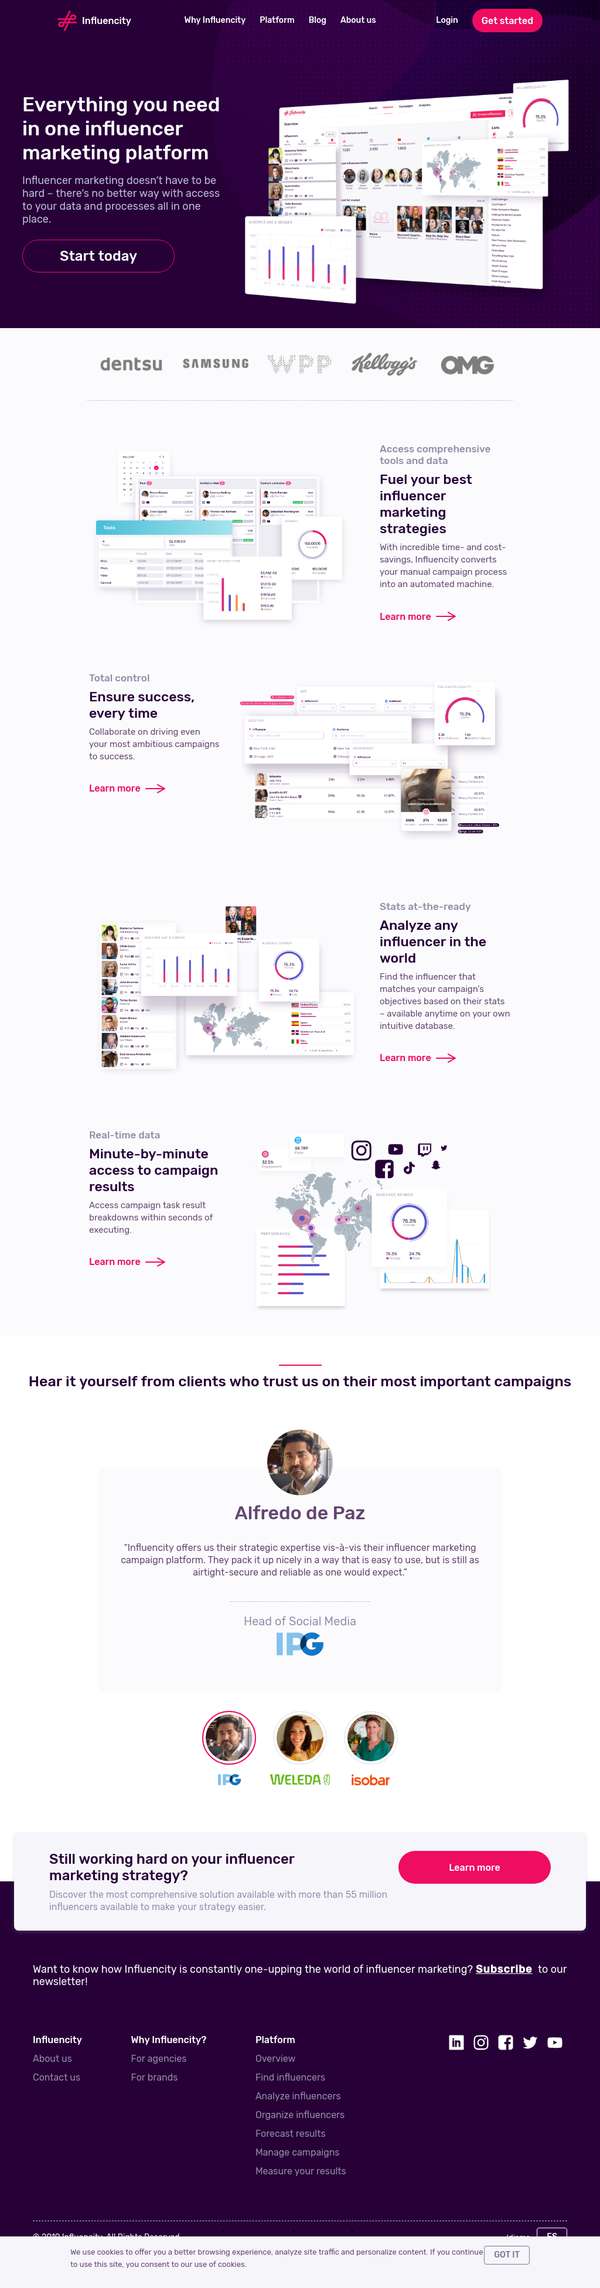 Influencity
Why Influencity Platform Blog About us
Login Get started
Everything you need
in one influencer
marketing platform
Influencer marketing doesn't have to be
hard – there's no better way with access
to your data and processes all in one
place.
Start today
dentsu SAMSUNG WPP Kellogg's OMG
Access comprehensive
tools and data
Fuel your best
influencer
marketing
strategies
With incredible time- and cost-
savings, Influencity converts
your manual campaign process
into an automated machine.
Learn more
Total control
Ensure success,
every time
Collaborate on driving even
your most ambitious campaigns
to success.
Learn more
Stats at-the-ready
Analyze any
influencer in the
world
Find the influencer that
matches your campaign's
objectives based on their stats
– available anytime on your own
intuitive database.
Learn more
Real-time data
Minute-by-minute
access to campaign
results
Access campaign task result
breakdowns within seconds of
executing.
Learn more
Hear it yourself from clients who trust us on their most important campaigns
Alfredo de Paz
"Influencity offers us their strategic expertise vis-à-vis their influencer marketing
campaign platform. They pack it up nicely in a way that is easy to use, but is still as
airtight-secure and reliable as one would expect."
Head of Social Media
IPG
IPG WELEDA isobar
Still working hard on your influencer
marketing strategy?
Discover the most comprehensive solution available with more than 55 million
influencers available to make your strategy easier.
Learn more
Want to know how Influencity is constantly one-upping the world of influencer marketing? Subscribe to our
newsletter!
Influencity
About us
Contact us
Why Influencity?
For agencies
For brands
Platform
Overview
Find influencers
Analyze influencers
Organize influencers
Forecast results
Manage campaigns
Measure your results
© 2019 Influencity. All Rights Reserved
Idioma ES
We use cookies to offer you a better browsing experience, analyze site traffic and personalize content. If you continue
to use this site, you consent to our use of cookies.
GOT IT